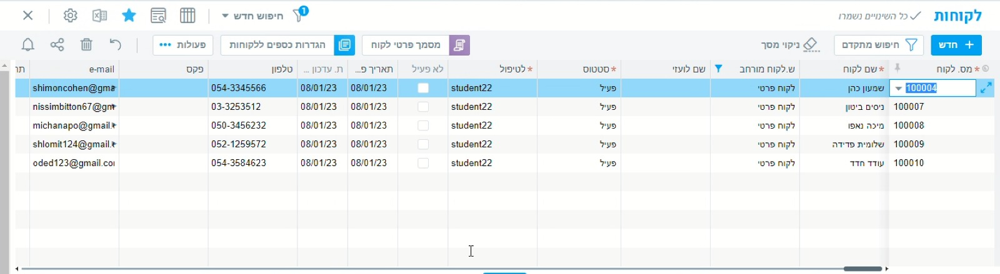 לקוחות כל השינויים נשמרו 1 חיפוש חדש
+ חדש חיפוש מתקדם ניקוי מסך מסמך פרטי לקוח הגדרות כספים ללקוחות פעולות •••
* מס. לקוח * שם לקוח ש.לקוח מורחב שם לועזי * סטטוס * לטיפול לא פעיל תאריך פ... ת. עדכון ... טלפון פקס e-mail תו
100004 שמעון כהן לקוח פרטי פעיל student22 08/01/23 08/01/23 054-3345566 shimoncohen@gma
100007 ניסים ביטון לקוח פרטי פעיל student22 08/01/23 08/01/23 03-3253512 nissimbitton67@gm
100008 מיכה נאפו לקוח פרטי פעיל student22 08/01/23 08/01/23 050-3456232 michanapo@gmail.
100009 שלומית פדידה לקוח פרטי פעיל student22 08/01/23 08/01/23 052-1259572 shlomit124@gmail.
100010 עודד חדד לקוח פרטי פעיל student22 08/01/23 08/01/23 054-3584623 oded123@gmail.co